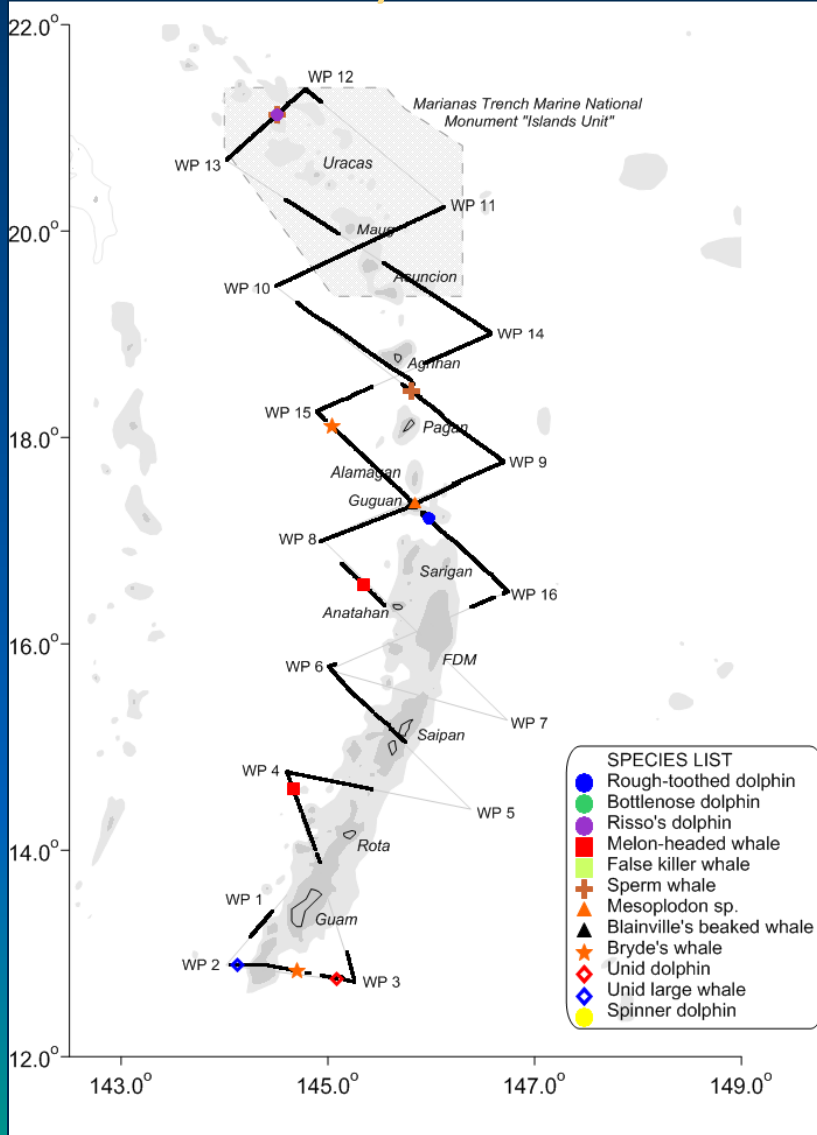 22.0°
WP 12
Marianas Trench Marine National
Monument "Islands Unit"
WP 13
Uracas
WP 11
20.0°
Maug
Asuncion
WP 10
WP 14
Agrihan
WP 15
18.0°
Pagan
WP 9
Alamagan
Guguan
WP 8
Sarigan
WP 16
Anatahan
16.0°
FDM
WP 6
WP 7
Saipan
WP 4
WP 5
14.0°
Rota
WP 1
Guam
WP 2
WP 3
12.0°
143.0°
145.0°
147.0°
149.0°
SPECIES LIST
Rough-toothed dolphin
Bottlenose dolphin
Risso's dolphin
Melon-headed whale
False killer whale
Sperm whale
Mesoplodon sp.
Blainville's beaked whale
Bryde's whale
Unid dolphin
Unid large whale
Spinner dolphin